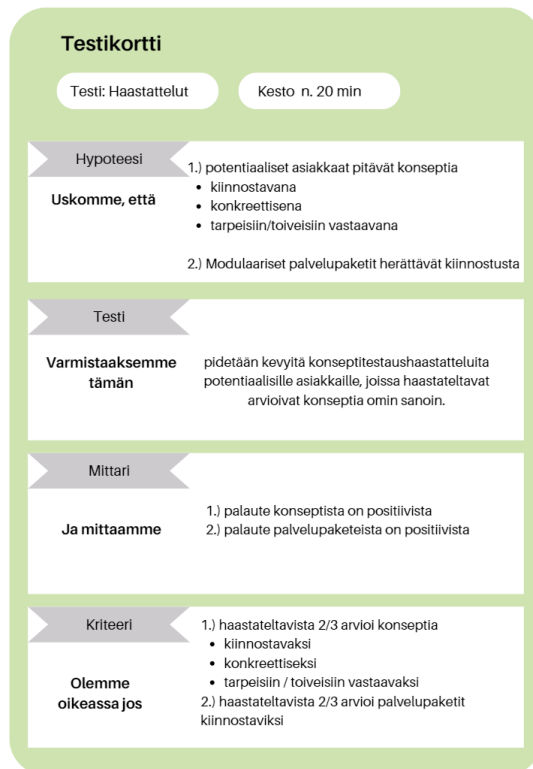 Testikortti
Testi: Haastattelut
Kesto n. 20 min
Hypoteesi
Uskomme, että
1.) potentiaaliset asiakkaat pitävät konseptia
• kiinnostavana
• konkreettisena
• tarpeisiin/toiveisiin vastaavana
2.) Modulaariset palvelupaketit herättävät kiinnostusta
Testi
Varmistaaksemme
tämän
pidetään kevyitä konseptitestaushaastatteluita
potentiaalisille asiakkaille, joissa haastateltavat
arvioivat konseptia omin sanoin.
Mittari
Ja mittaamme
1.) palaute konseptista on positiivista
2.) palaute palvelupaketeista on positiivista
Kriteeri
Olemme
oikeassa jos
1.) haastateltavista 2/3 arvioi konseptia
• kiinnostavaksi
• konkreettiseksi
• tarpeisiin / toiveisiin vastaavaksi
2.) haastateltavista 2/3 arvioi palvelupaketit
kiinnostaviksi